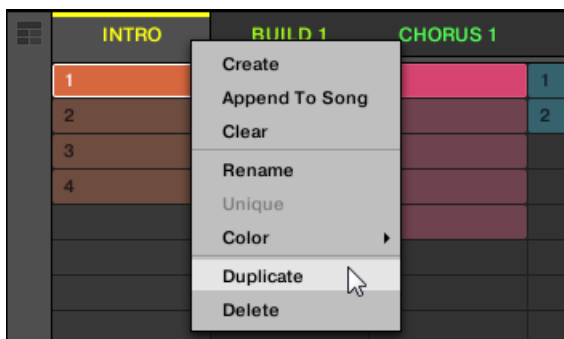 INTRO BUILD 1 CHORUS 1
Create
1 1
Append To Song
2 2
Clear
3
Rename
4
Unique
Color
Duplicate
Delete